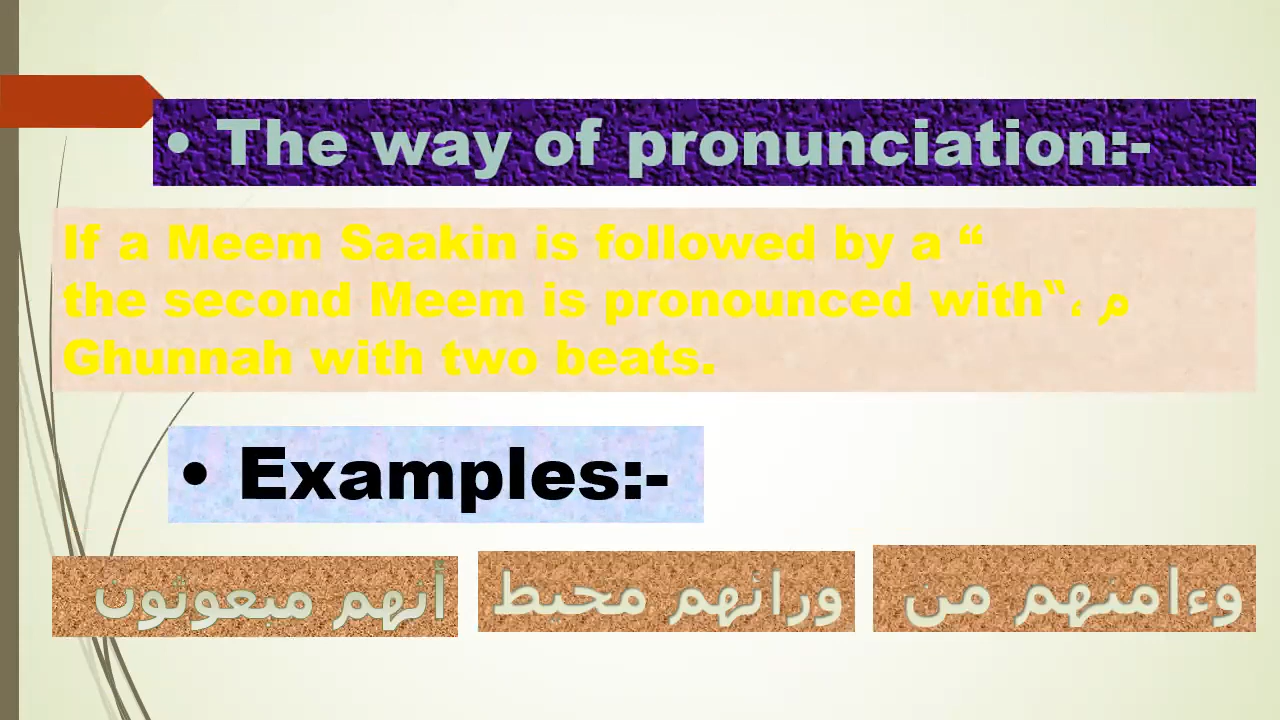 • The way of pronunciation:-
If a Meem Saakin is followed by a “
the second Meem is pronounced with“، م
Ghunnah with two beats.
• Examples:-
وءامنهم من
ورائهم محيط
أنهم مبعوثون